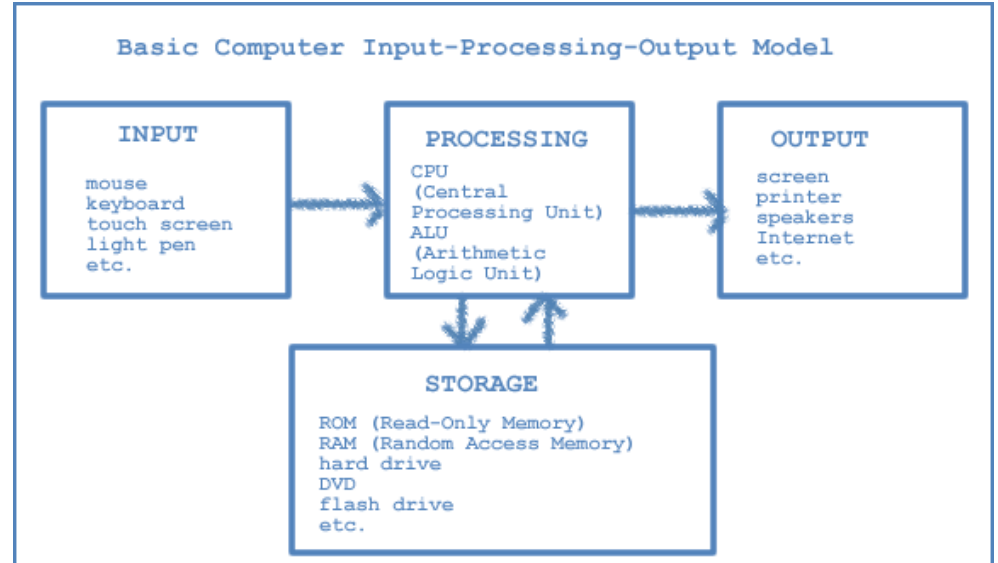 Basic Computer Input-Processing-Output Model
INPUT
mouse
keyboard
touch screen
light pen
etc.
PROCESSING
CPU
(Central
Processing Unit)
ALU
(Arithmetic
Logic Unit)
OUTPUT
screen
printer
speakers
Internet
etc.
STORAGE
ROM (Read-Only Memory)
RAM (Random Access Memory)
hard drive
DVD
flash drive
etc.